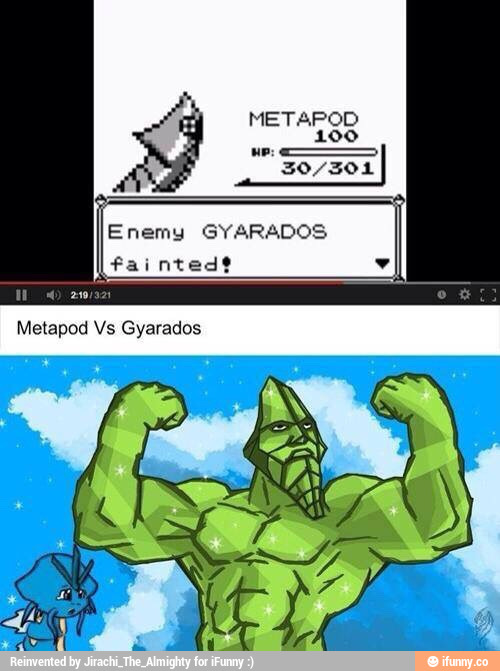 METAPOD
100
HP:
30/301
Enemy GYARADOS
fainted!
2:19 / 3:21
Metapod Vs Gyarados
Reinvented by Jirachi_The_Almighty for iFunny :)
ifunny.co